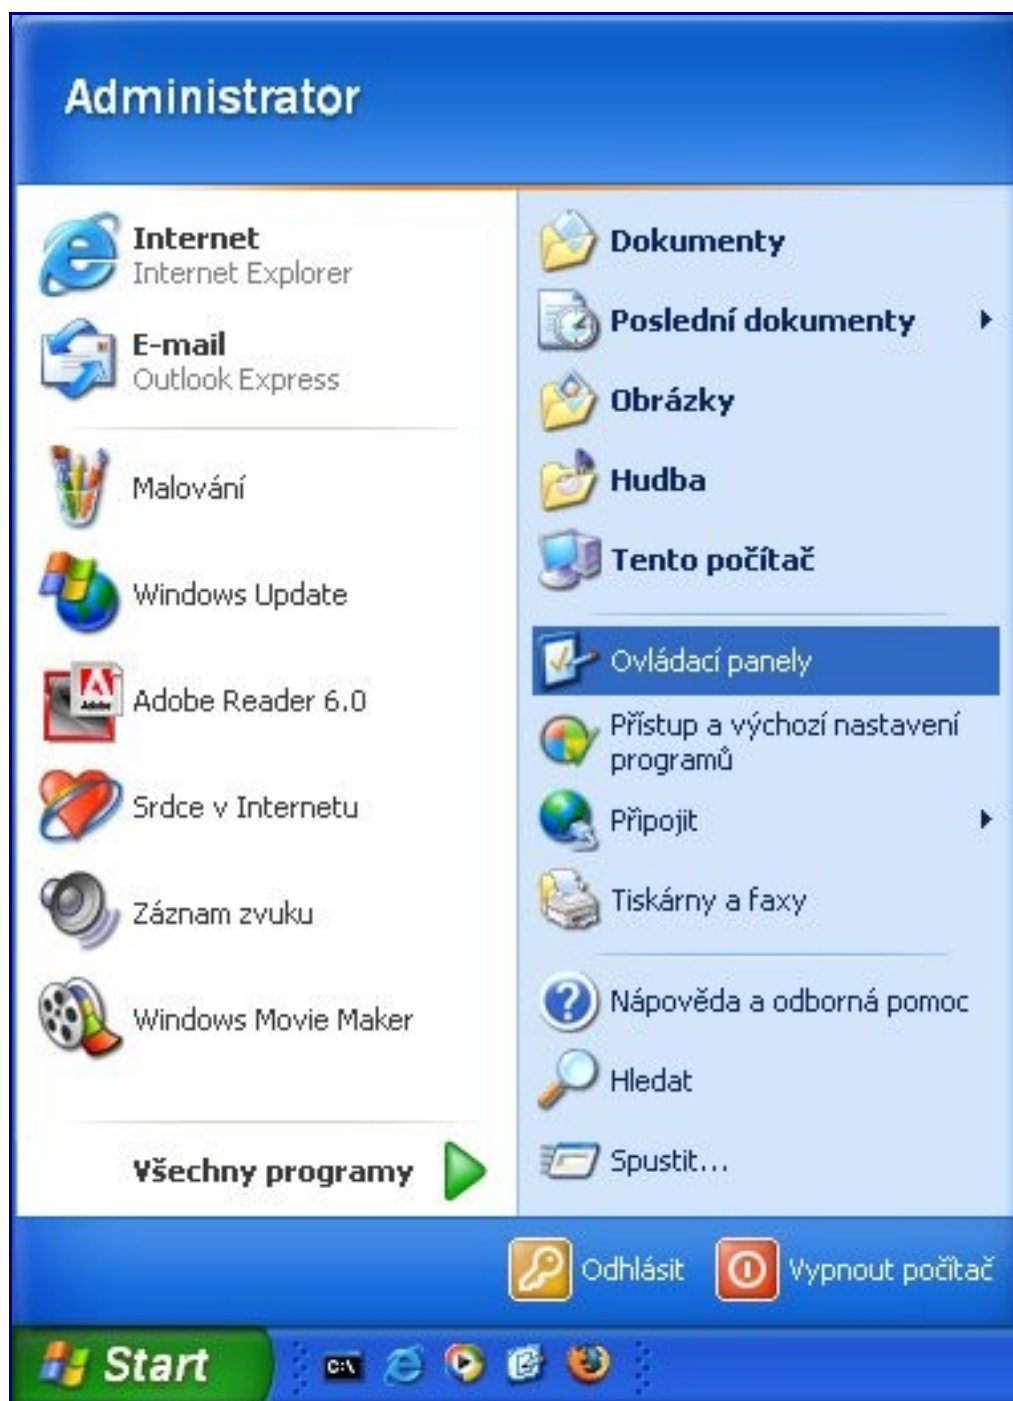 Administrator
Internet
Internet Explorer
E-mail
Outlook Express
Malování
Windows Update
Adobe
Adobe Reader 6.0
Srdce v Internetu
Záznam zvuku
Windows Movie Maker
Všechny programy
Dokumenty
Poslední dokumenty
Obrázky
Hudba
Tento počítač
Ovládací panely
Přístup a výchozí nastavení
programů
Připojit
Tiskárny a faxy
Nápověda a odborná pomoc
Hledat
Spustit...
Odhlásit
Vypnout počítač
Start
C:\